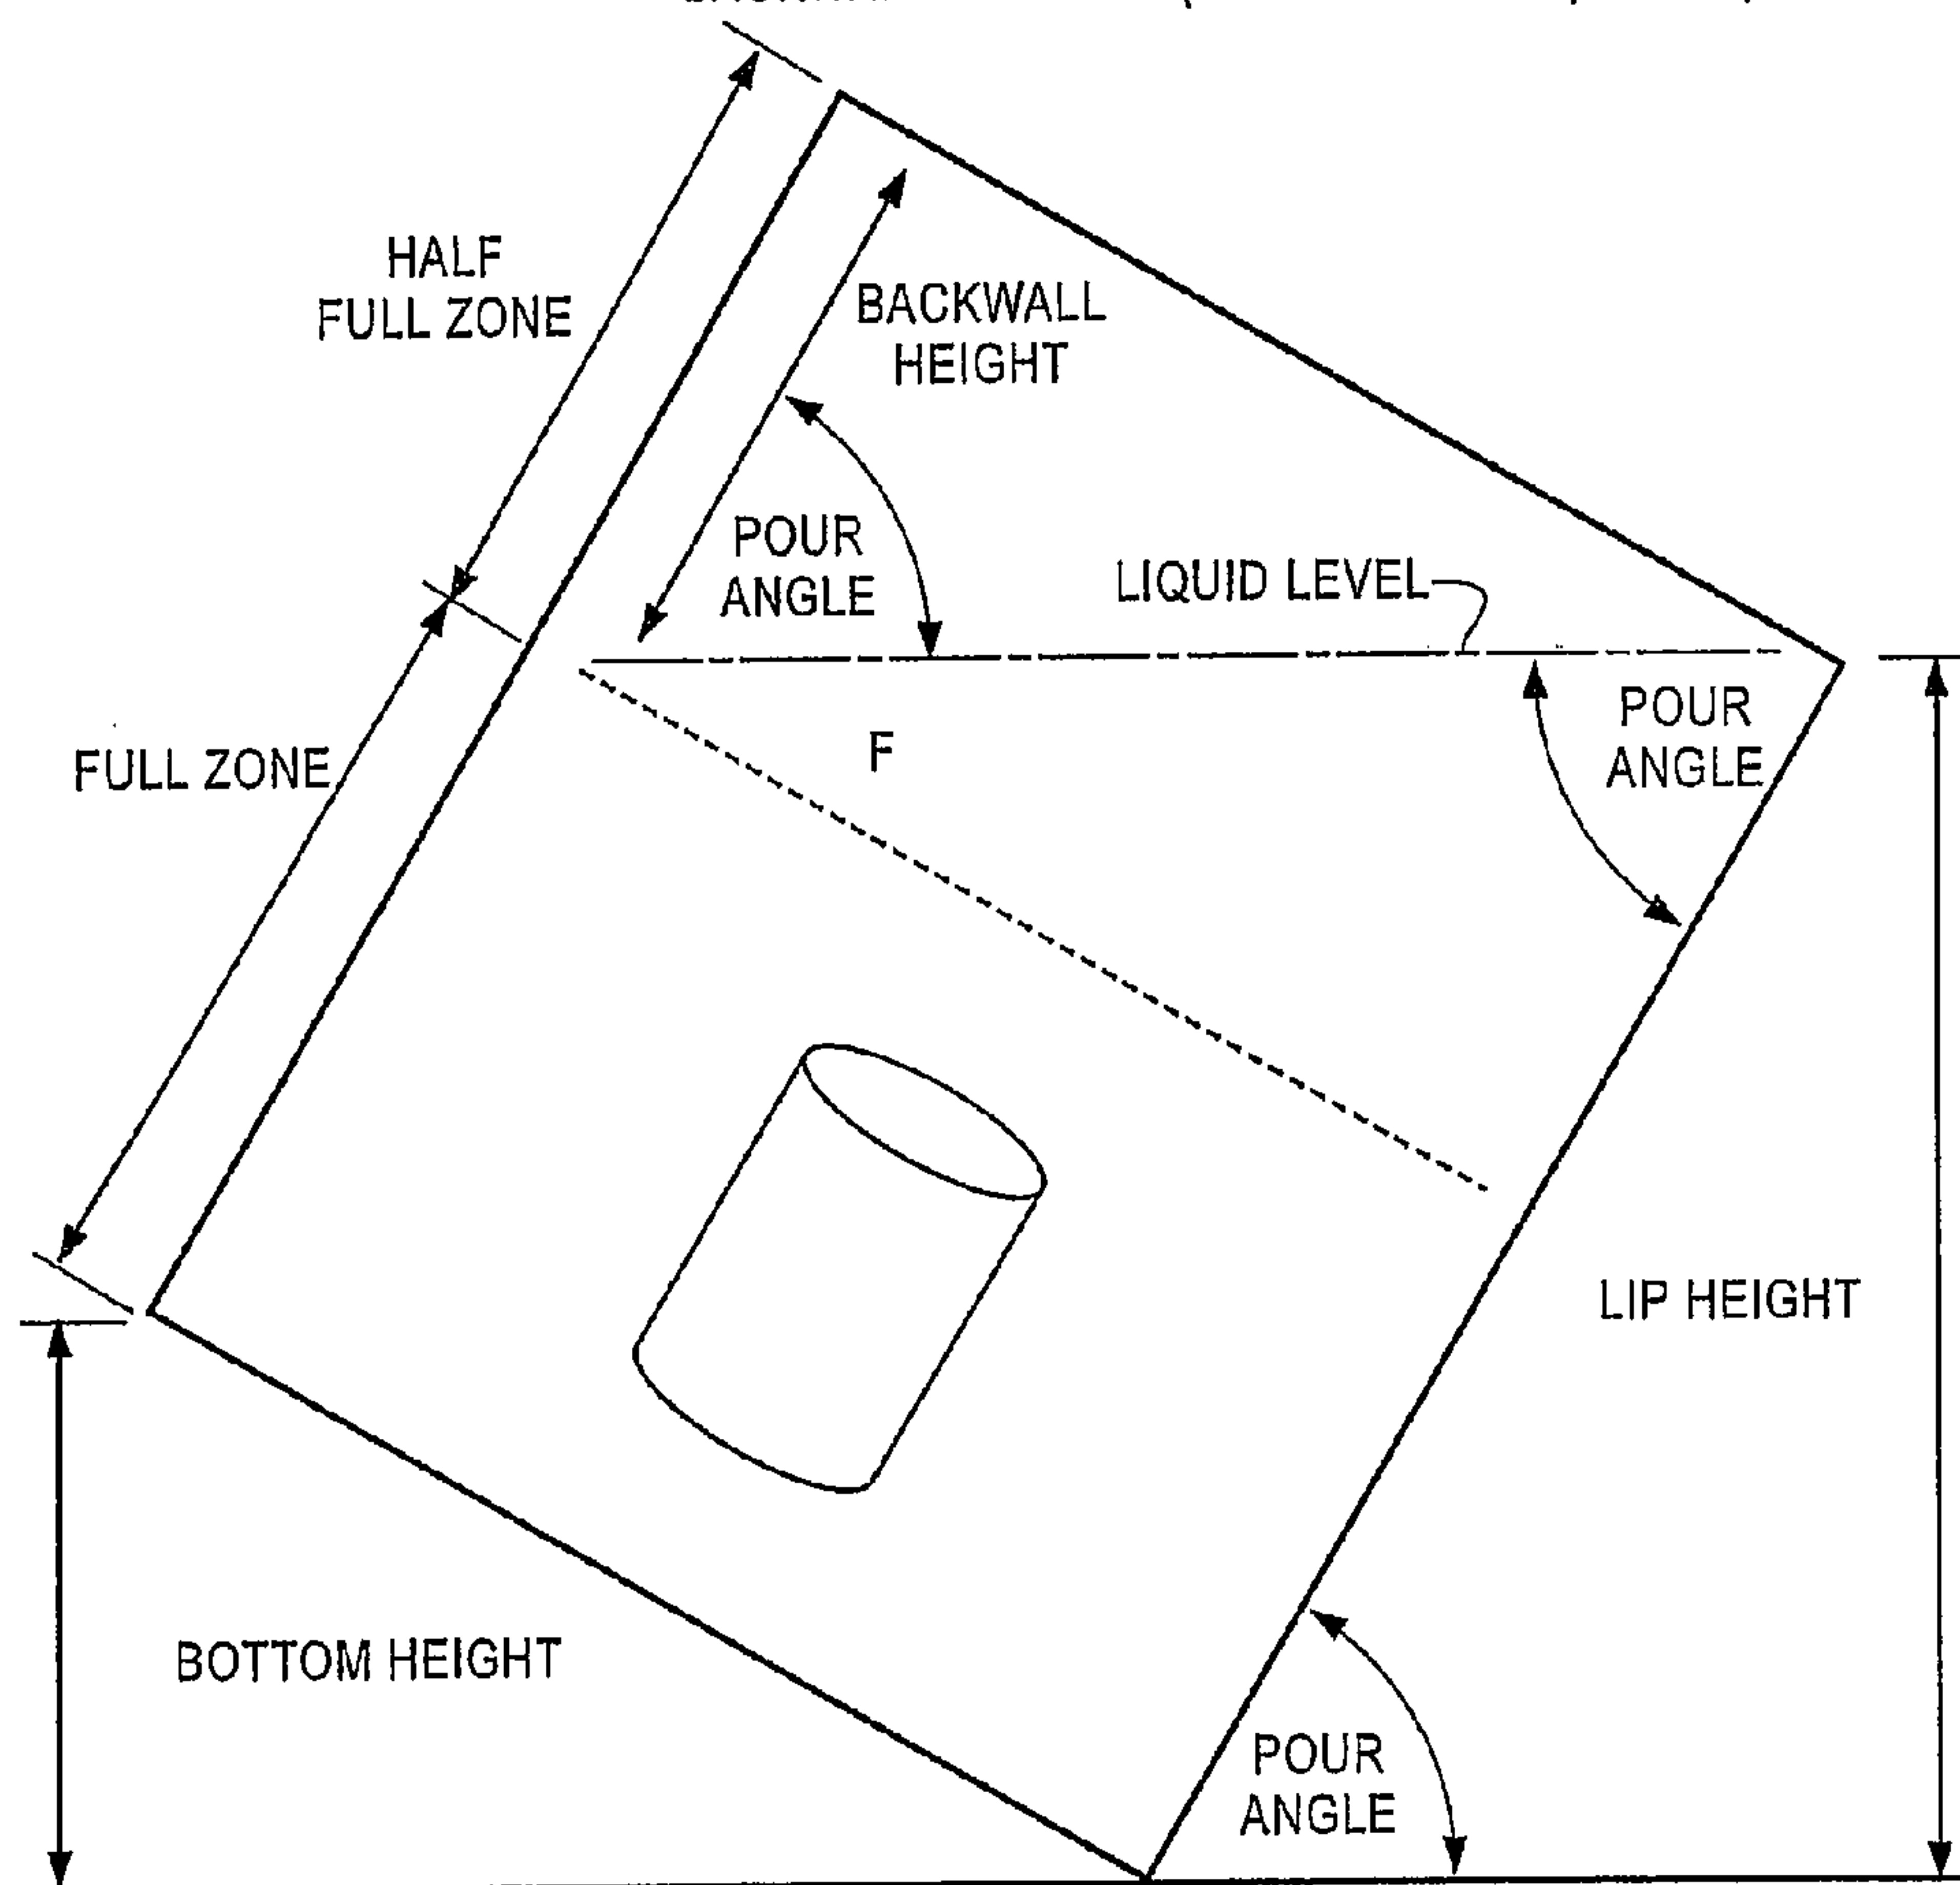 HALF
FULL ZONE
BACKWALL
HEIGHT
POUR
ANGLE
LIQUID LEVEL
POUR
ANGLE
F
FULL ZONE
LIP HEIGHT
BOTTOM HEIGHT
POUR
ANGLE